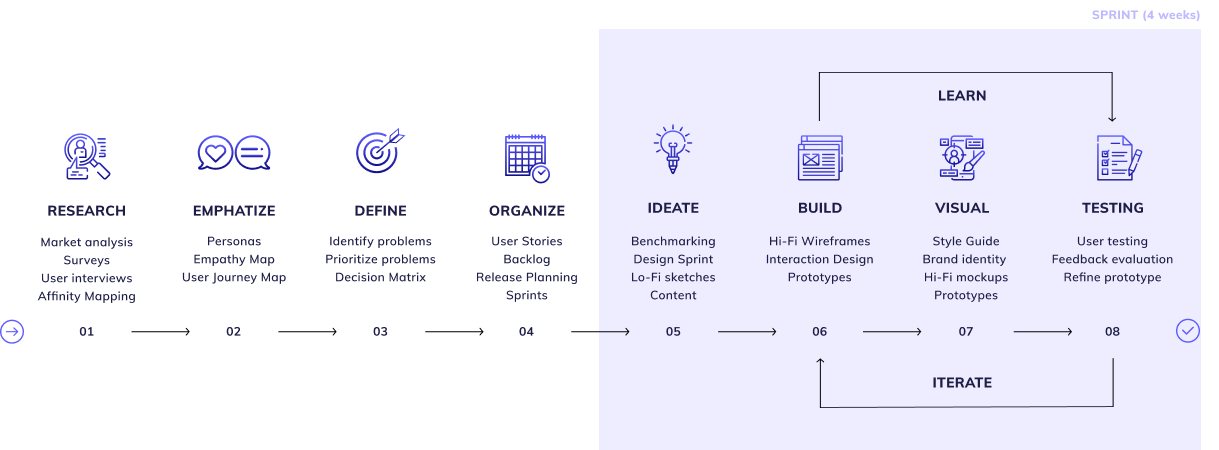 SPRINT (4 weeks)
LEARN
RESEARCH
Market analysis
Surveys
User interviews
Affinity Mapping
01
EMPHATIZE
Personas
Empathy Map
User Journey Map
02
DEFINE
Identify problems
Prioritize problems
Decision Matrix
03
ORGANIZE
User Stories
Backlog
Release Planning
Sprints
04
IDEATE
Benchmarking
Design Sprint
Lo-Fi sketches
Content
05
BUILD
Hi-Fi Wireframes
Interaction Design
Prototypes
06
VISUAL
Style Guide
Brand identity
Hi-Fi mockups
Prototypes
07
TESTING
User testing
Feedback evaluation
Refine prototype
08
ITERATE